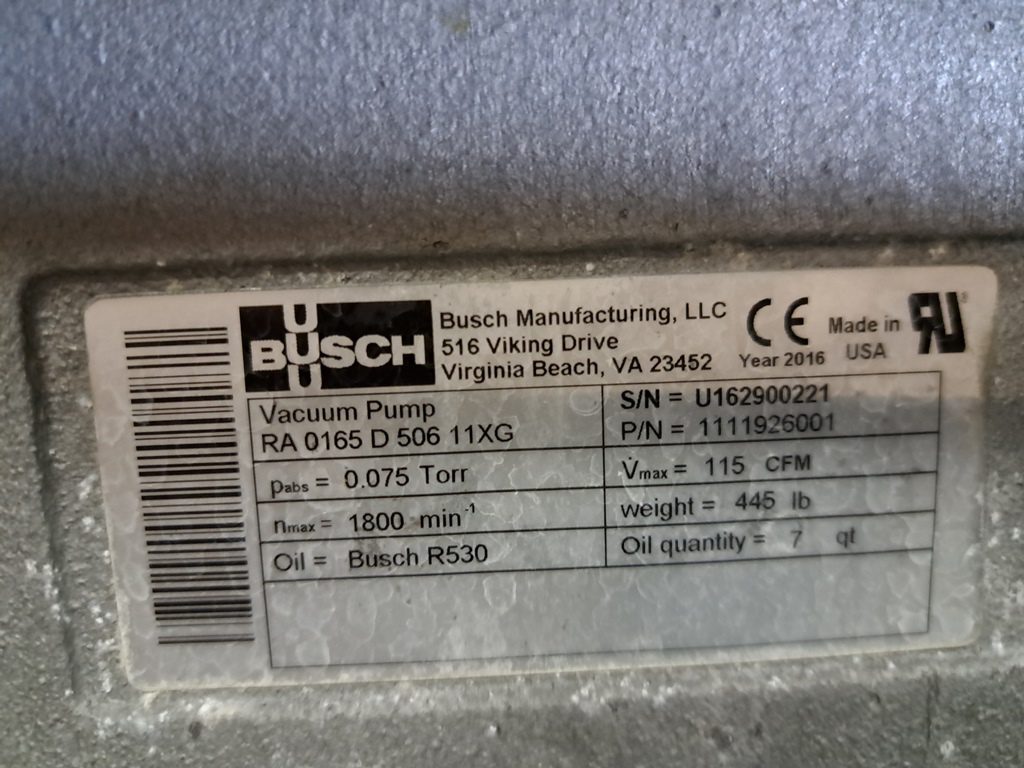 BUSCH
BUSCH
Busch Manufacturing, LLC
516 Viking Drive
Virginia Beach, VA 23452
CE
Year 2016
Made in
USA
RU
Vacuum Pump
RA 0165 D 506 11XG
S/N = U162900221
P/N = 1111926001
pabs = 0.075 Torr
V̇max = 115 CFM
nmax = 1800 min-1
weight = 445 lb
Oil = Busch R530
Oil quantity = 7 qt